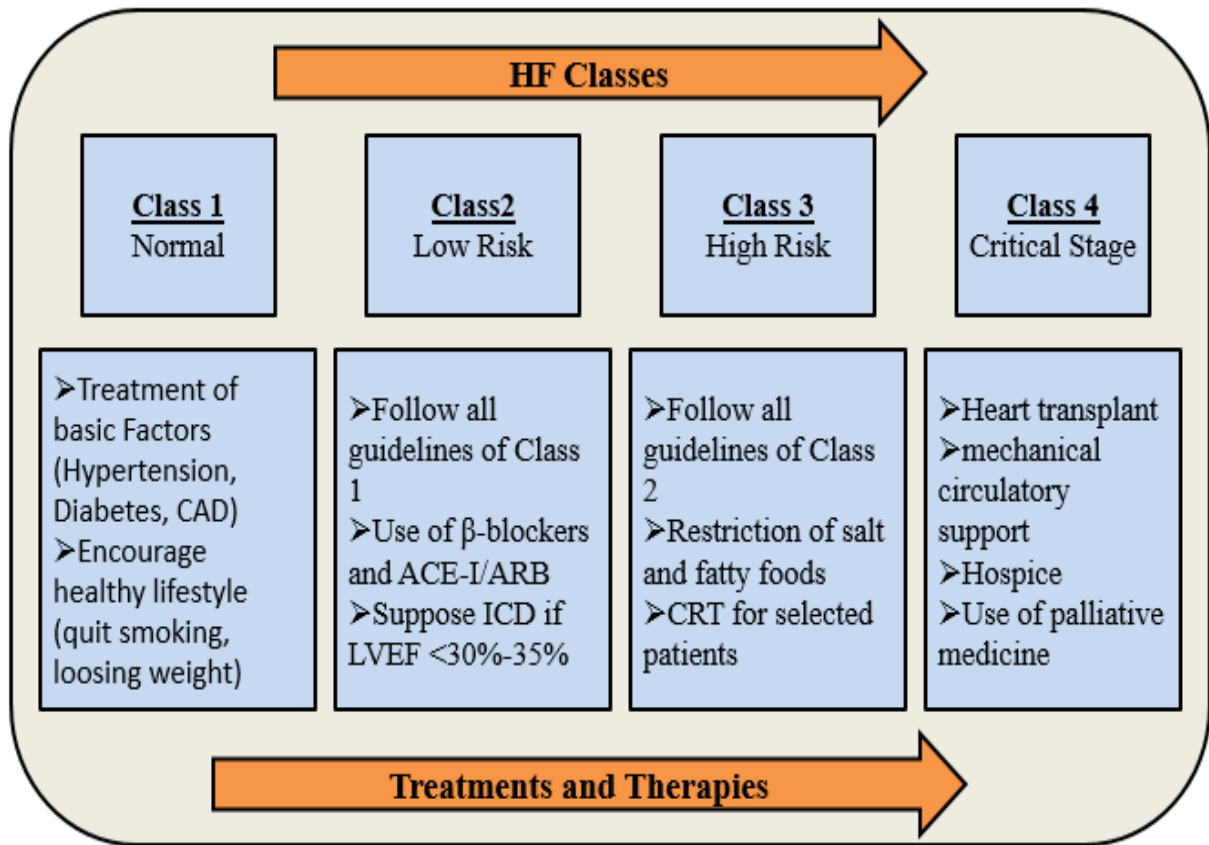 HF Classes
Class 1
Normal
Class2
Low Risk
Class 3
High Risk
Class 4
Critical Stage
➢Treatment of
basic Factors
(Hypertension,
Diabetes, CAD)
➢Encourage
healthy lifestyle
(quit smoking,
loosing weight)
➢Follow all
guidelines of Class
1
➢Use of β-blockers
and ACE-I/ARB
➢Suppose ICD if
LVEF <30%-35%
➢Follow all
guidelines of Class
2
➢Restriction of salt
and fatty foods
➢CRT for selected
patients
➢Heart transplant
➢mechanical
circulatory
support
➢Hospice
➢Use of palliative
medicine
Treatments and Therapies